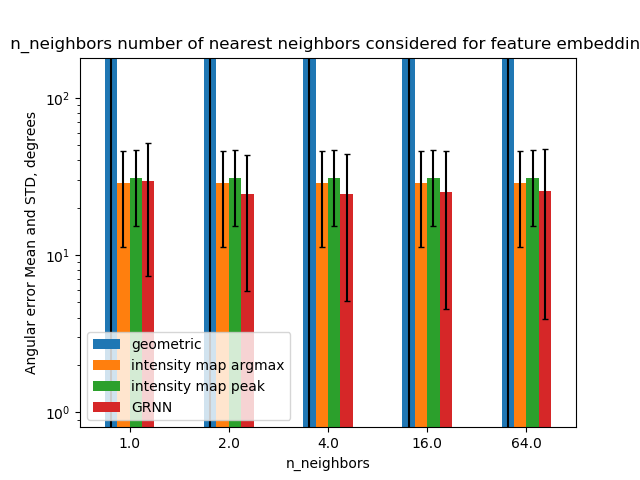 n_neighbors number of nearest neighbors considered for feature embeddin
Angular error Mean and STD, degrees
10²
10¹
10⁰
geometric
intensity map argmax
intensity map peak
GRNN
1.0 2.0 4.0 16.0 64.0
n_neighbors